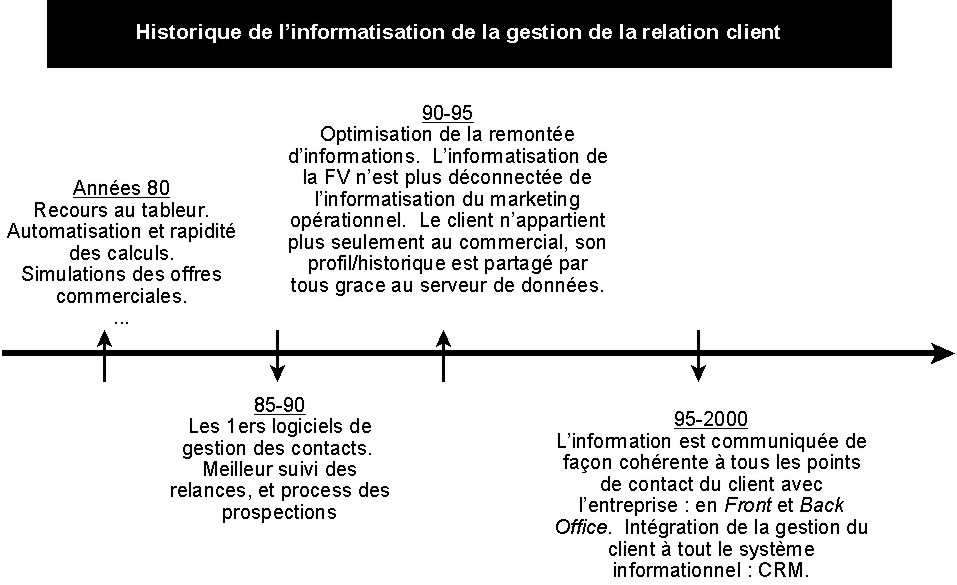 Historique de l'informatisation de la gestion de la relation client
Années 80
Recours au tableur.
Automatisation et rapidité
des calculs.
Simulations des offres
commerciales.
...
85-90
Les 1ers logiciels de
gestion des contacts.
Meilleur suivi des
relances, et process des
prospections
90-95
Optimisation de la remontée
d'informations.  L'informatisation de
la FV n'est plus déconnectée de
l'informatisation du marketing
opérationnel.  Le client n'appartient
plus seulement au commercial, son
profil/historique est partagé par
tous grace au serveur de données.
95-2000
L'information est communiquée de
façon cohérente à tous les points
de contact du client avec
l'entreprise : en Front et Back
Office.  Intégration de la gestion du
client à tout le système
informationnel : CRM.